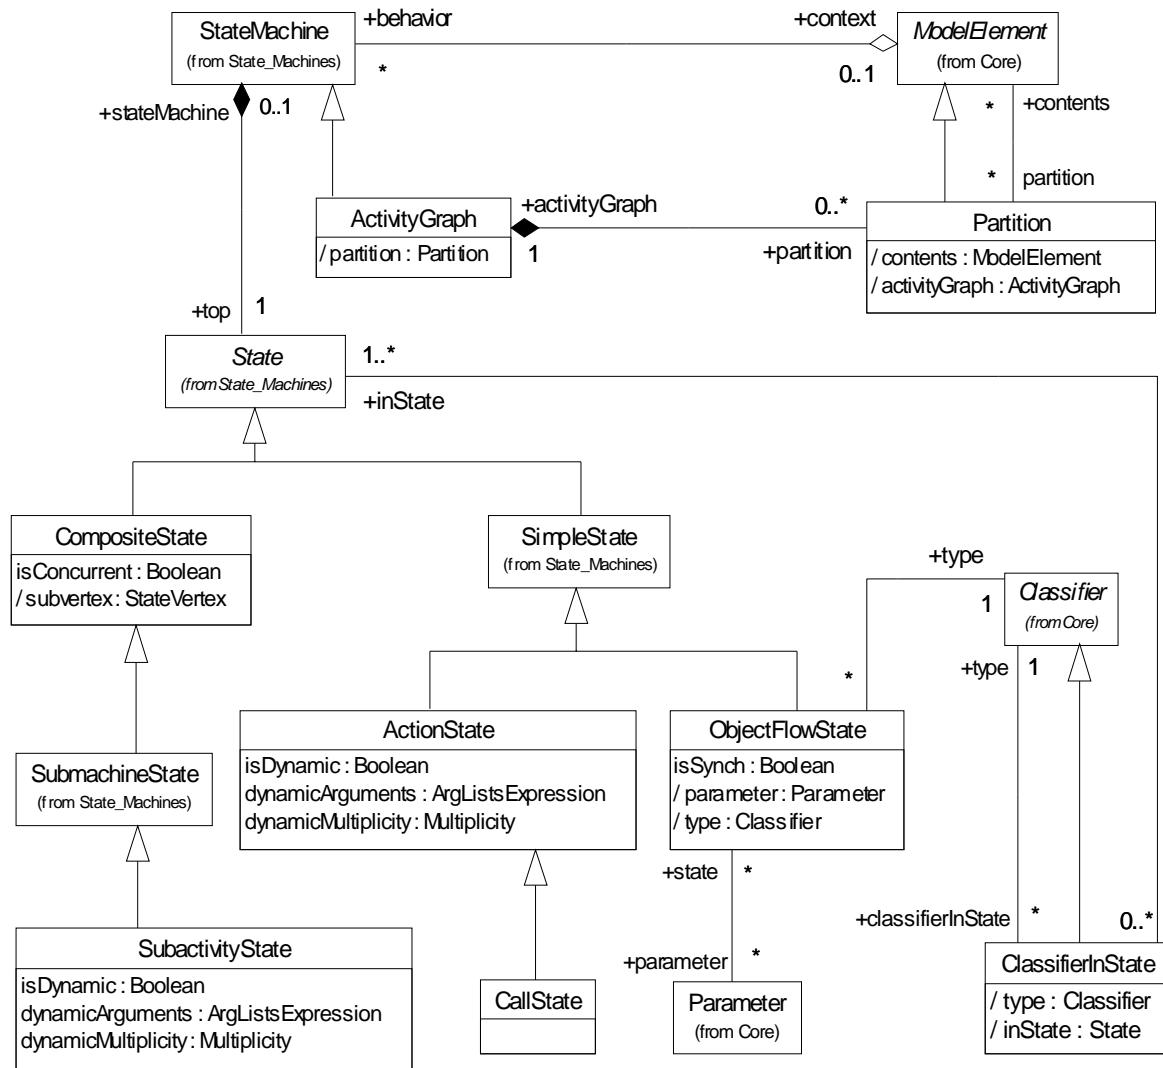 StateMachine
(from State_Machines)
+behavior
*
+context
0..1
ModelElement
(from Core)
+stateMachine
0..1
*
+contents
*
partition
ActivityGraph
/ partition : Partition
+activityGraph
1
0..*
+partition
Partition
/ contents : ModelElement
/ activityGraph : ActivityGraph
+top
1
State
(from State_Machines)
1..*
+inState
CompositeState
isConcurrent : Boolean
/ subvertex : StateVertex
SimpleState
(from State_Machines)
+type
1
Classifier
(from Core)
+type
1
*
SubmachineState
(from State_Machines)
ActionState
isDynamic : Boolean
dynamicArguments : ArgListsExpression
dynamicMultiplicity : Multiplicity
ObjectFlowState
isSynch : Boolean
/ parameter : Parameter
/ type : Classifier
+state
*
+classifierInState
*
0..*
SubactivityState
isDynamic : Boolean
dynamicArguments : ArgListsExpression
dynamicMultiplicity : Multiplicity
CallState
+parameter
*
Parameter
(from Core)
ClassifierInState
/ type : Classifier
/ inState : State